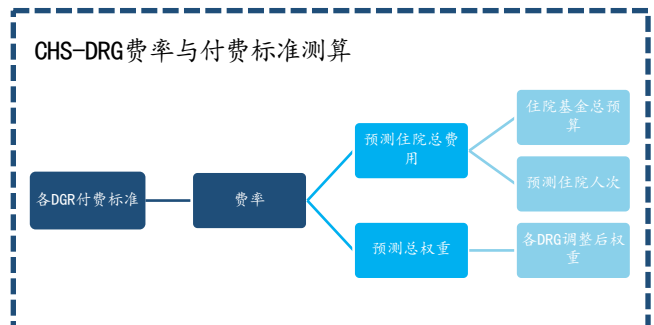 CHS-DRG费率与付费标准测算
住院基金总预
算
预测住院总费
用
预测住院人次
各DGR付费标准
费率
预测总权重
各DRG调整后权
重